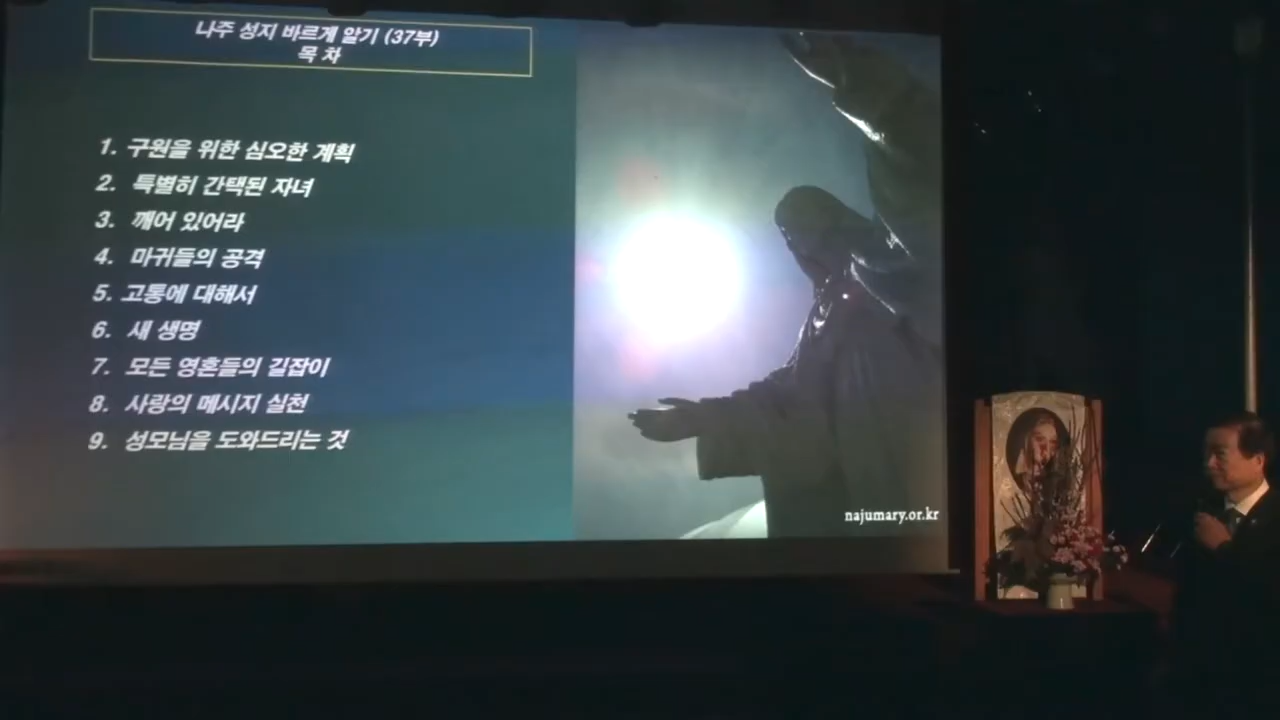 나주 성지 바르게 알기 (37부)
목 차
1. 구원을 위한 심오한 계획
2. 특별히 간택된 자녀
3. 깨어 있어라
4. 마귀들의 공격
5. 고통에 대해서
6. 새 생명
7. 모든 영혼들의 길잡이
8. 사랑의 메시지 실천
9. 성모님을 도와드리는 것
najumary.or.kr